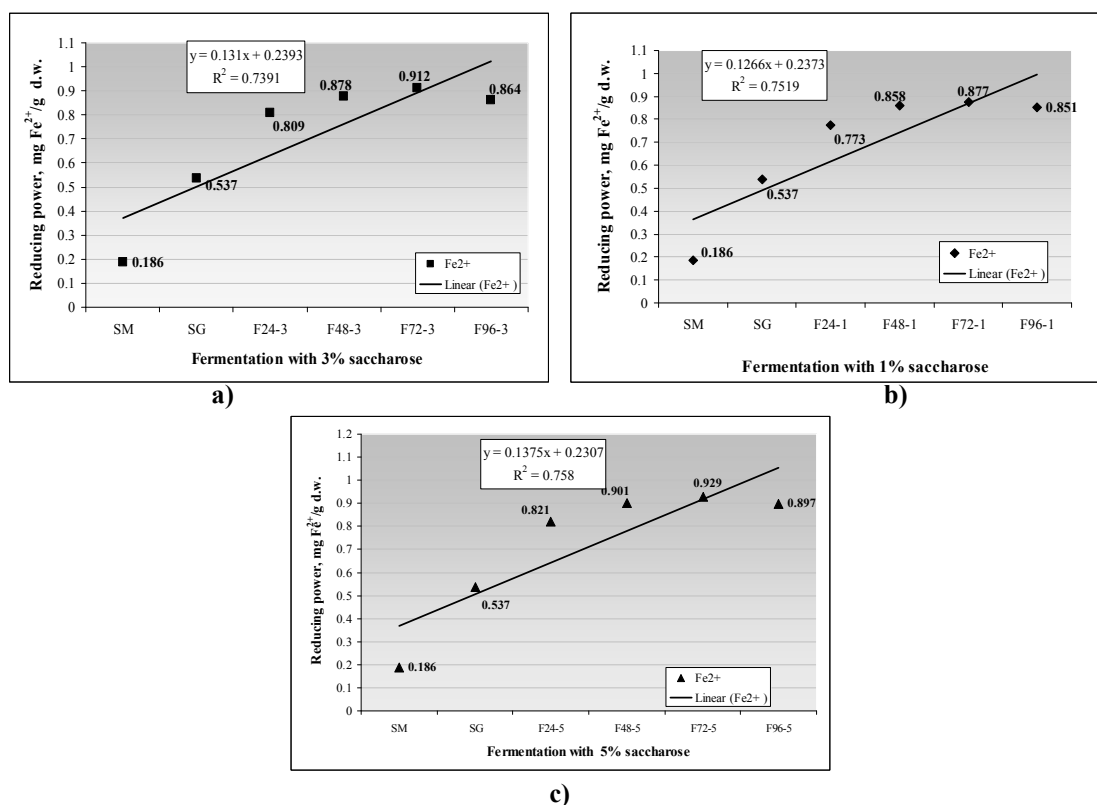 Reducing power, mg Fe²⁺/g d.w.
1.1
1
0.9
0.8
0.7
0.6
0.5
0.4
0.3
0.2
0.1
0
y = 0.131x + 0.2393
R² = 0.7391
0.186
0.537
0.809
0.878
0.912
0.864
Fe2+
Linear (Fe2+ )
SM SG F24-3 F48-3 F72-3 F96-3
Fermentation with 3% saccharose
a)
Reducing power, mg Fe²⁺/g d.w.
1.1
1
0.9
0.8
0.7
0.6
0.5
0.4
0.3
0.2
0.1
0
y = 0.1266x + 0.2373
R² = 0.7519
0.186
0.537
0.773
0.858
0.877
0.851
Fe2+
Linear (Fe2+ )
SM SG F24-1 F48-1 F72-1 F96-1
Fermentation with 1% saccharose
b)
Reducing power, mg Fe²⁺/g d.w.
1.2
1.1
1
0.9
0.8
0.7
0.6
0.5
0.4
0.3
0.2
0.1
0
y = 0.1375x + 0.2307
R² = 0.758
0.186
0.537
0.821
0.901
0.929
0.897
Fe2+
Linear (Fe2+ )
SM SG F24-5 F48-5 F72-5 F96-5
Fermentation with 5% saccharose
c)